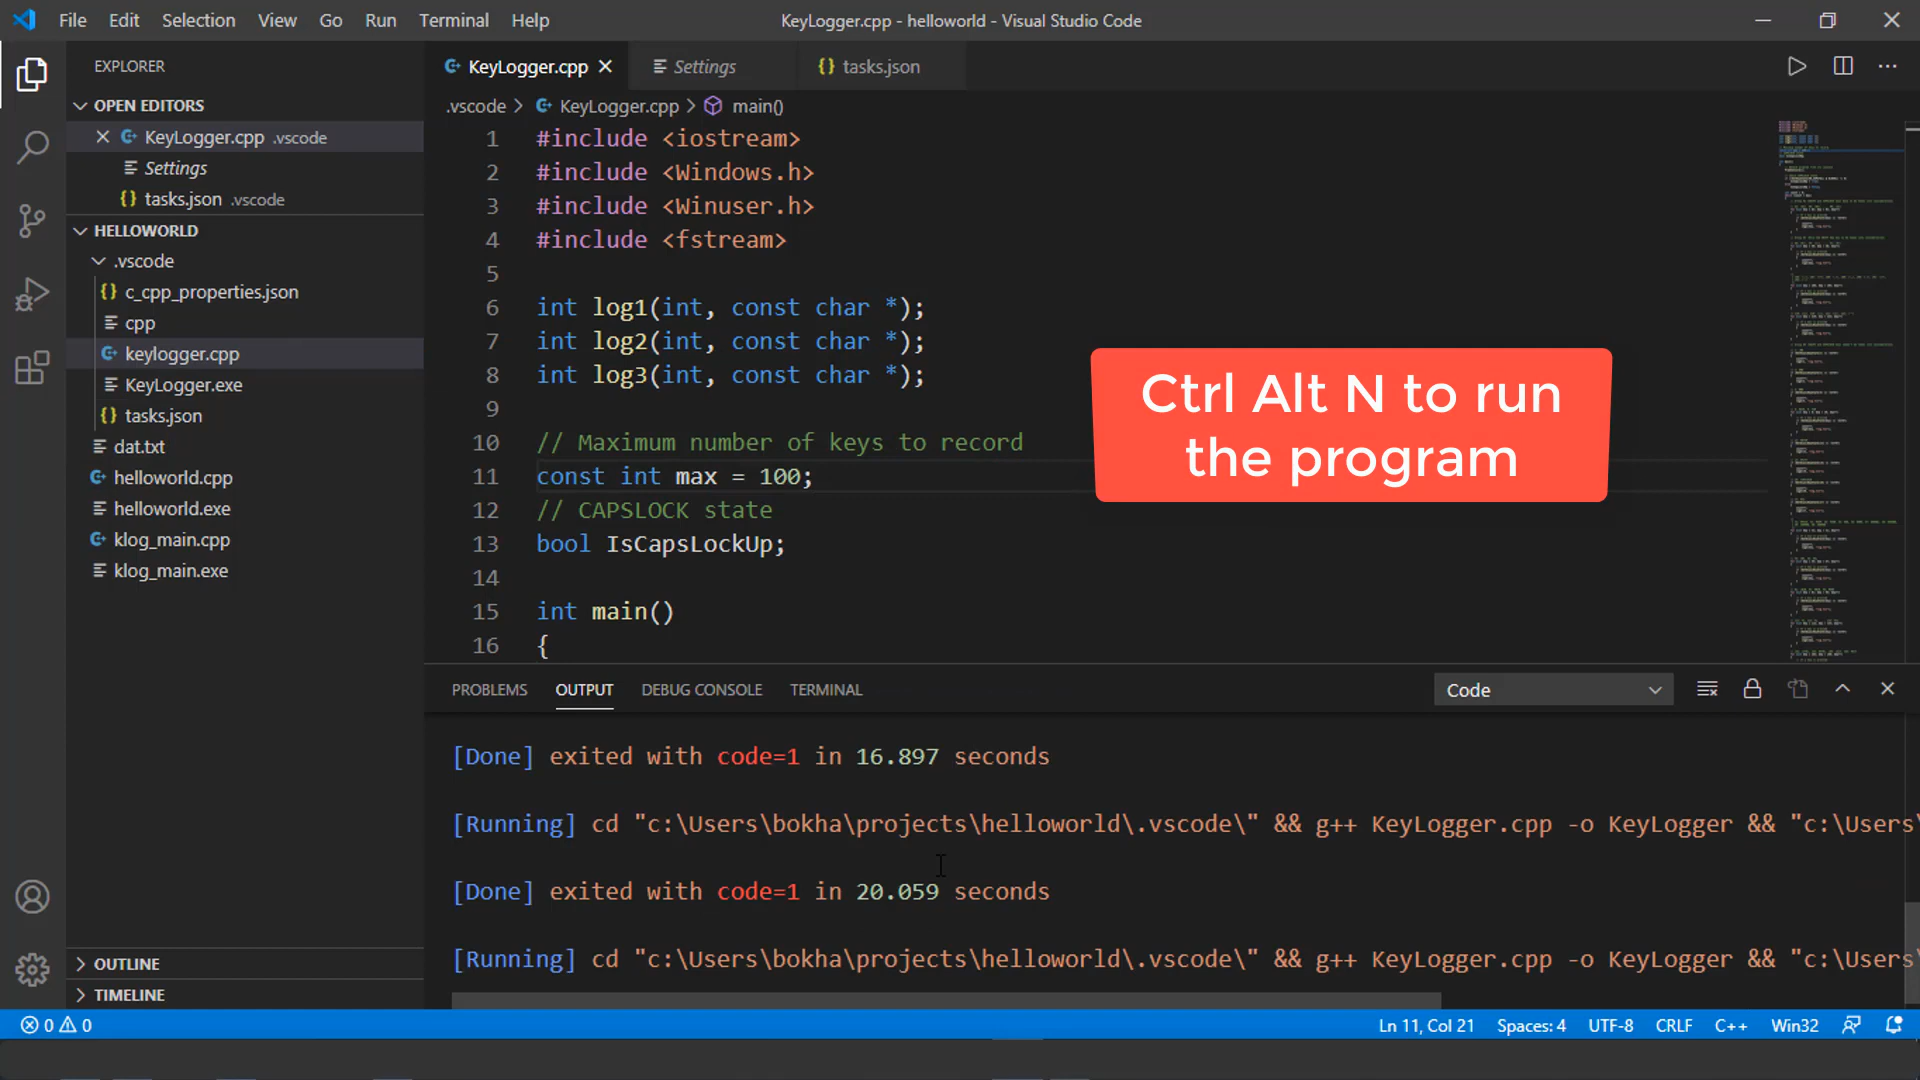 File Edit Selection View Go Run Terminal Help
KeyLogger.cpp - helloworld - Visual Studio Code
EXPLORER
OPEN EDITORS
KeyLogger.cpp .vscode
Settings
tasks.json .vscode
HELLOWORLD
.vscode
c_cpp_properties.json
cpp
keylogger.cpp
KeyLogger.exe
tasks.json
dat.txt
helloworld.cpp
helloworld.exe
klog_main.cpp
klog_main.exe
OUTLINE
TIMELINE
KeyLogger.cpp Settings tasks.json
.vscode > KeyLogger.cpp > main()
1 #include <iostream>
2 #include <Windows.h>
3 #include <Winuser.h>
4 #include <fstream>
5
6 int log1(int, const char *);
7 int log2(int, const char *);
8 int log3(int, const char *);
9
10 // Maximum number of keys to record
11 const int max = 100;
12 // CAPSLOCK state
13 bool IsCapsLockUp;
14
15 int main()
16 {
Ctrl Alt N to run
the program
PROBLEMS OUTPUT DEBUG CONSOLE TERMINAL
Code
[Done] exited with code=1 in 16.897 seconds
[Running] cd "c:\Users\bokha\projects\helloworld\.vscode\" && g++ KeyLogger.cpp -o KeyLogger && "c:\Users\
[Done] exited with code=1 in 20.059 seconds
[Running] cd "c:\Users\bokha\projects\helloworld\.vscode\" && g++ KeyLogger.cpp -o KeyLogger && "c:\Users\
0 0
Ln 11, Col 21 Spaces: 4 UTF-8 CRLF C++ Win32